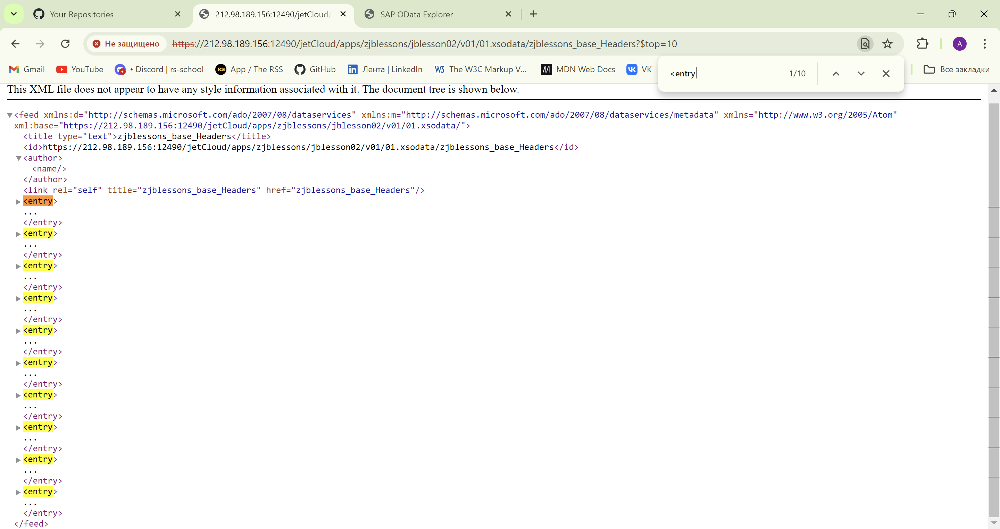 Your Repositories
212.98.189.156:12490/jetCloud/
SAP OData Explorer
Не защищено https://212.98.189.156:12490/jetCloud/apps/zjblessons/jblesson02/v01/01.xsodata/zjblessons_base_Headers?$top=10
A
Gmail YouTube • Discord | rs-school RS App / The RSS GitHub in Лента | LinkedIn W3 The W3C Markup V... M MDN Web Docs VK VK Все закладки
<entry 1/10
This XML file does not appear to have any style information associated with it. The document tree is shown below.
<feed xmlns:d="http://schemas.microsoft.com/ado/2007/08/dataservices" xmlns:m="http://schemas.microsoft.com/ado/2007/08/dataservices/metadata" xmlns="http://www.w3.org/2005/Atom"
xml:base="https://212.98.189.156:12490/jetCloud/apps/zjblessons/jblesson02/v01/01.xsodata/">
<title type="text">zjblessons_base_Headers</title>
<id>https://212.98.189.156:12490/jetCloud/apps/zjblessons/jblesson02/v01/01.xsodata/zjblessons_base_Headers</id>
<author>
<name/>
</author>
<link rel="self" title="zjblessons_base_Headers" href="zjblessons_base_Headers"/>
<entry>
...
</entry>
<entry>
...
</entry>
<entry>
...
</entry>
<entry>
...
</entry>
<entry>
...
</entry>
<entry>
...
</entry>
<entry>
...
</entry>
<entry>
...
</entry>
<entry>
...
</entry>
<entry>
...
</entry>
</feed>